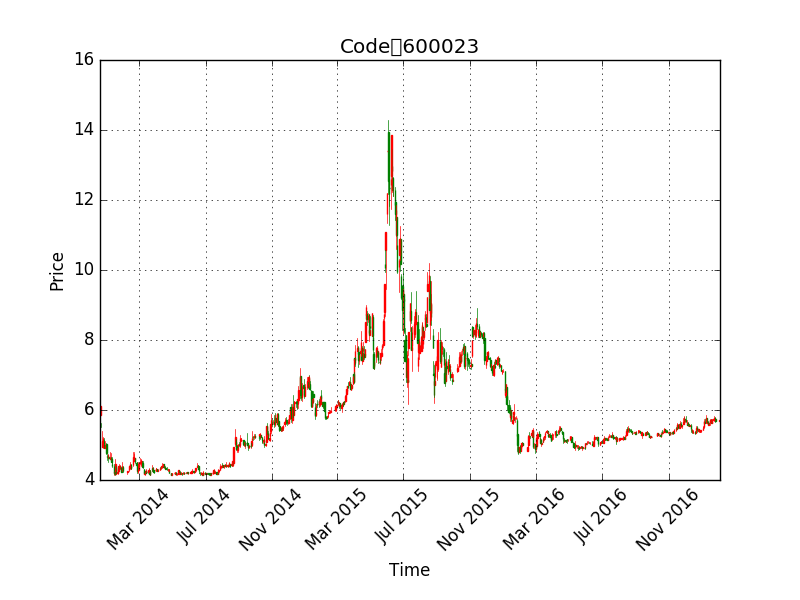 Code▯600023
16
14
12
10
8
6
4
Price
Mar 2014
Jul 2014
Nov 2014
Mar 2015
Jul 2015
Nov 2015
Mar 2016
Jul 2016
Nov 2016
Time